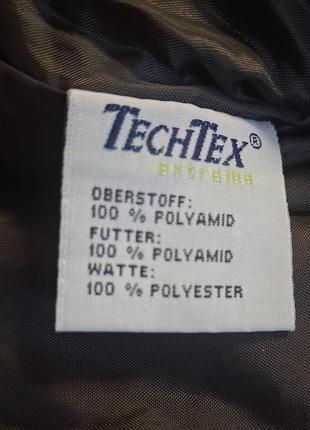 TECHTEX®
extreme
OBERSTOFF:
100 % POLYAMID
FUTTER:
100 % POLYAMID
WATTE:
100 % POLYESTER